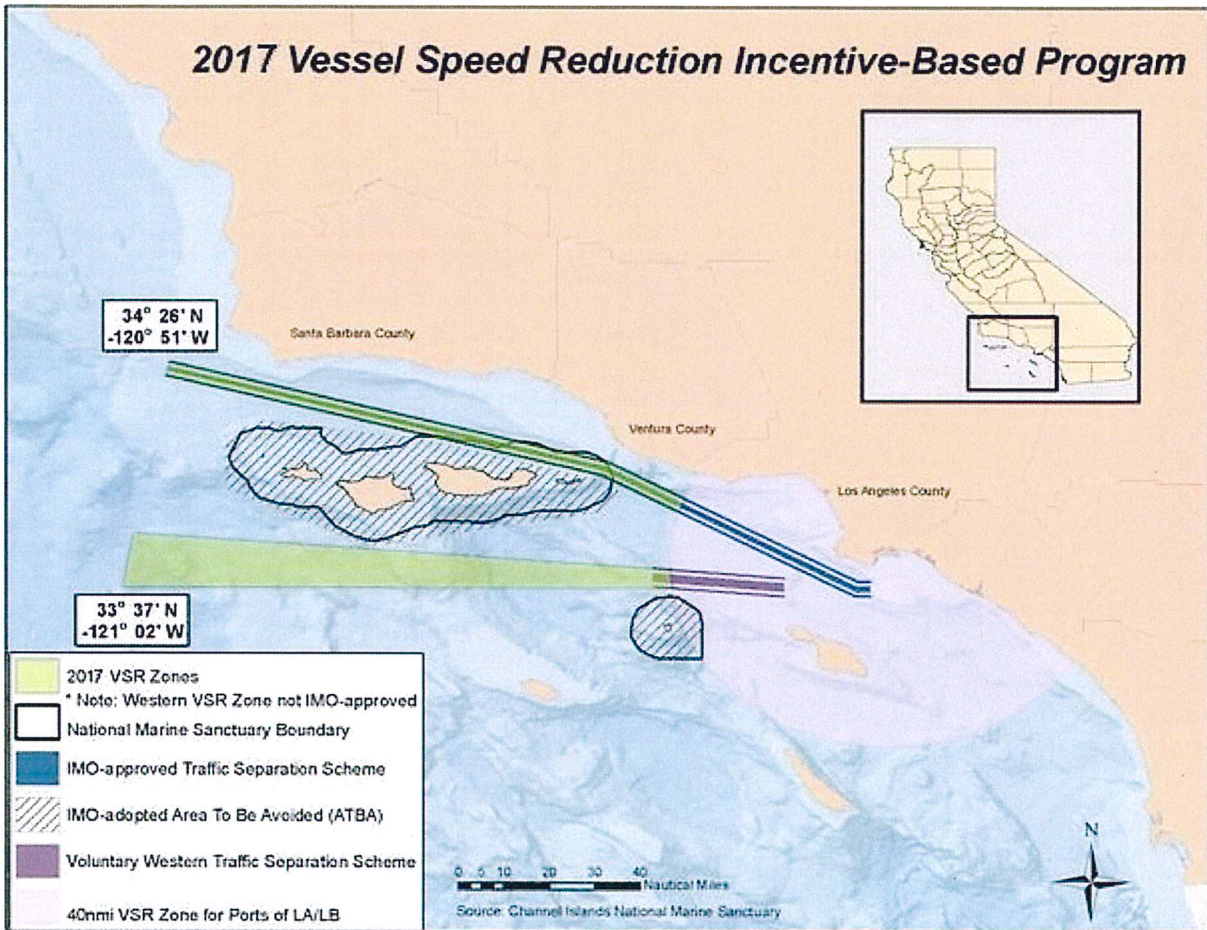 2017 Vessel Speed Reduction Incentive-Based Program
34° 26' N
-120° 51' W
Santa Barbara County
Ventura County
Los Angeles County
33° 37' N
-121° 02' W
2017 VSR Zones
* Note: Western VSR Zone not IMO-approved
National Marine Sanctuary Boundary
IMO-approved Traffic Separation Scheme
IMO-adopted Area To Be Avoided (ATBA)
Voluntary Western Traffic Separation Scheme
40nmi VSR Zone for Ports of LA/LB
0 5 10 20 30 40
Nautical Miles
Source: Channel Islands National Marine Sanctuary
N